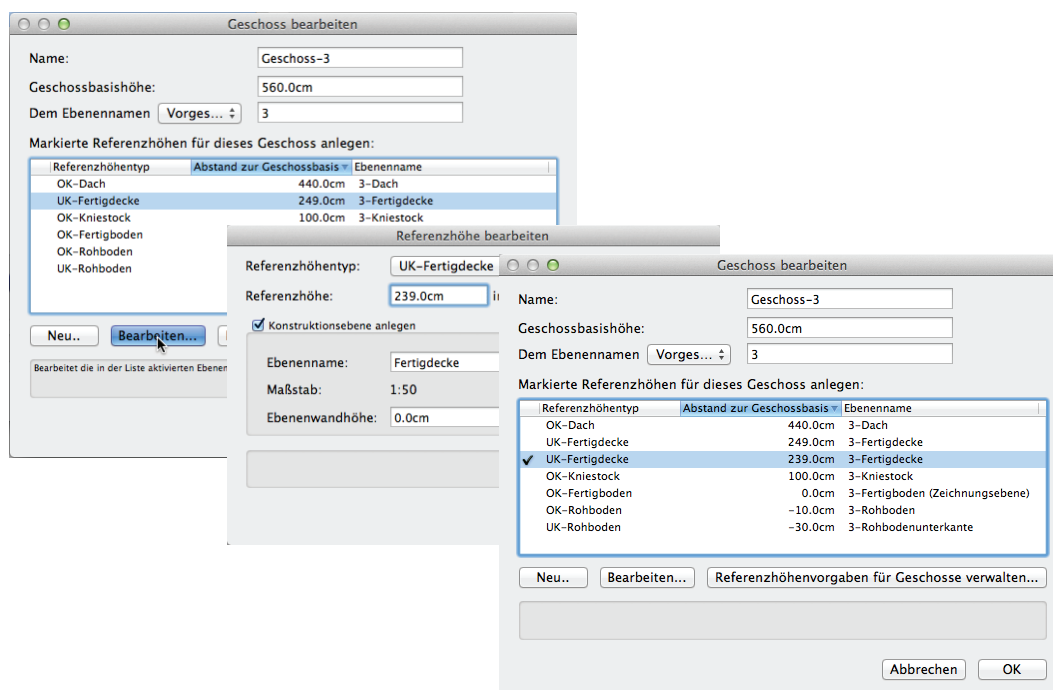 Geschoss bearbeiten
Name: Geschoss-3
Geschossbasishöhe: 560.0cm
Dem Ebenennamen Vorges... 3
Markierte Referenzhöhen für dieses Geschoss anlegen:
Referenzhöhentyp Abstand zur Geschossbasis Ebenenname
OK-Dach 440.0cm 3-Dach
UK-Fertigdecke 249.0cm 3-Fertigdecke
OK-Kniestock 100.0cm 3-Kniestock
OK-Fertigboden
OK-Rohboden
UK-Rohboden
Neu.. Bearbeiten...
Bearbeitet die in der Liste aktivierten Ebenen
Referenzhöhe bearbeiten
Referenzhöhentyp: UK-Fertigdecke
Referenzhöhe: 239.0cm
Konstruktionsebene anlegen
Ebenenname: Fertigdecke
Maßstab: 1:50
Ebenenwandhöhe: 0.0cm
Geschoss bearbeiten
Name: Geschoss-3
Geschossbasishöhe: 560.0cm
Dem Ebenennamen Vorges... 3
Markierte Referenzhöhen für dieses Geschoss anlegen:
Referenzhöhentyp Abstand zur Geschossbasis Ebenenname
OK-Dach 440.0cm 3-Dach
UK-Fertigdecke 249.0cm 3-Fertigdecke
UK-Fertigdecke 239.0cm 3-Fertigdecke
OK-Kniestock 100.0cm 3-Kniestock
OK-Fertigboden 0.0cm 3-Fertigboden (Zeichnungsebene)
OK-Rohboden -10.0cm 3-Rohboden
UK-Rohboden -30.0cm 3-Rohbodenunterkante
Neu.. Bearbeiten... Referenzhöhenvorgaben für Geschosse verwalten...
Abbrechen OK